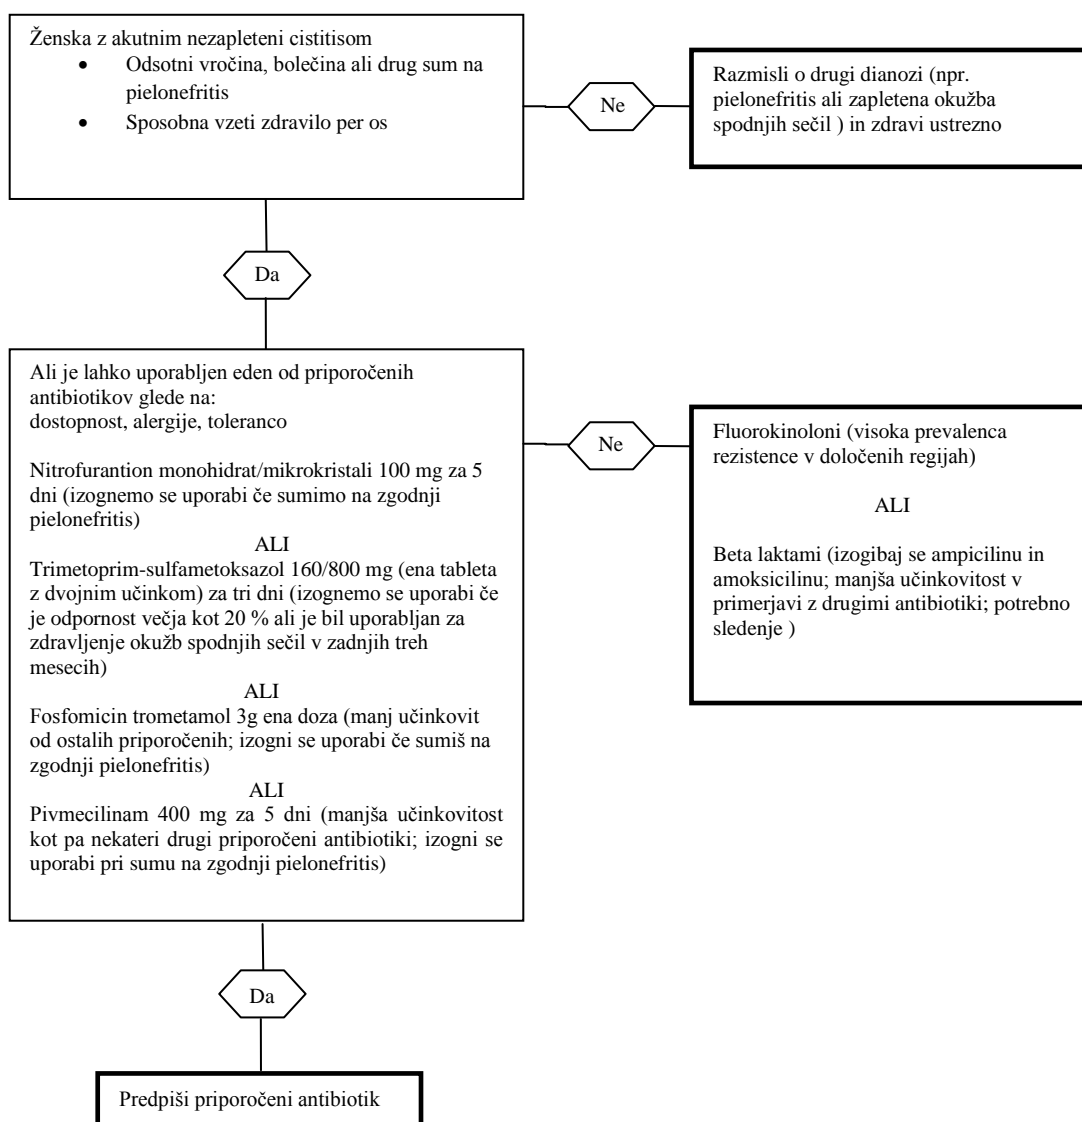 Ženska z akutnim nezapleteni cistitisom
• Odsotni vročina, bolečina ali drug sum na
pielonefritis
• Sposobna vzeti zdravilo per os
Ne
Razmisli o drugi dianozi (npr.
pielonefritis ali zapletena okužba
spodnjih sečil ) in zdravi ustrezno
Da
Ali je lahko uporabljen eden od priporočenih
antibiotikov glede na:
dostopnost, alergije, toleranco
Nitrofurantion monohidrat/mikrokristali 100 mg za 5
dni (izognemo se uporabi če sumimo na zgodnji
pielonefritis)
ALI
Trimetoprim-sulfametoksazol 160/800 mg (ena tableta
z dvojnim učinkom) za tri dni (izognemo se uporabi če
je odpornost večja kot 20 % ali je bil uporabljan za
zdravljenje okužb spodnjih sečil v zadnjih treh
mesecih)
ALI
Fosfomicin trometamol 3g ena doza (manj učinkovit
od ostalih priporočenih; izogni se uporabi če sumiš na
zgodnji pielonefritis)
ALI
Pivmecilinam 400 mg za 5 dni (manjša učinkovitost
kot pa nekateri drugi priporočeni antibiotiki; izogni se
uporabi pri sumu na zgodnji pielonefritis)
Ne
Fluorokinoloni (visoka prevalenca
rezistence v določenih regijah)
ALI
Beta laktami (izogibaj se ampicilinu in
amoksicilinu; manjša učinkovitost v
primerjavi z drugimi antibiotiki; potrebno
sledenje )
Da
Predpiši priporočeni antibiotik